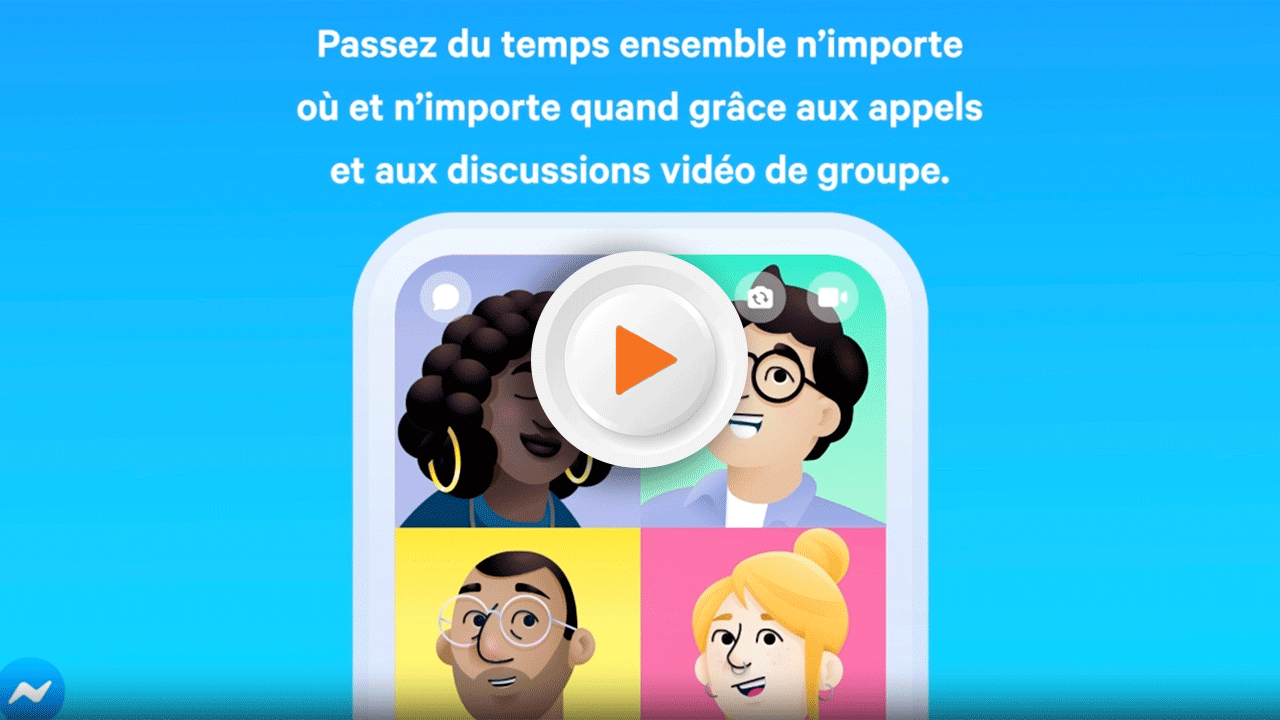 Passez du temps ensemble n’importe
où et n’importe quand grâce aux appels
et aux discussions vidéo de groupe.